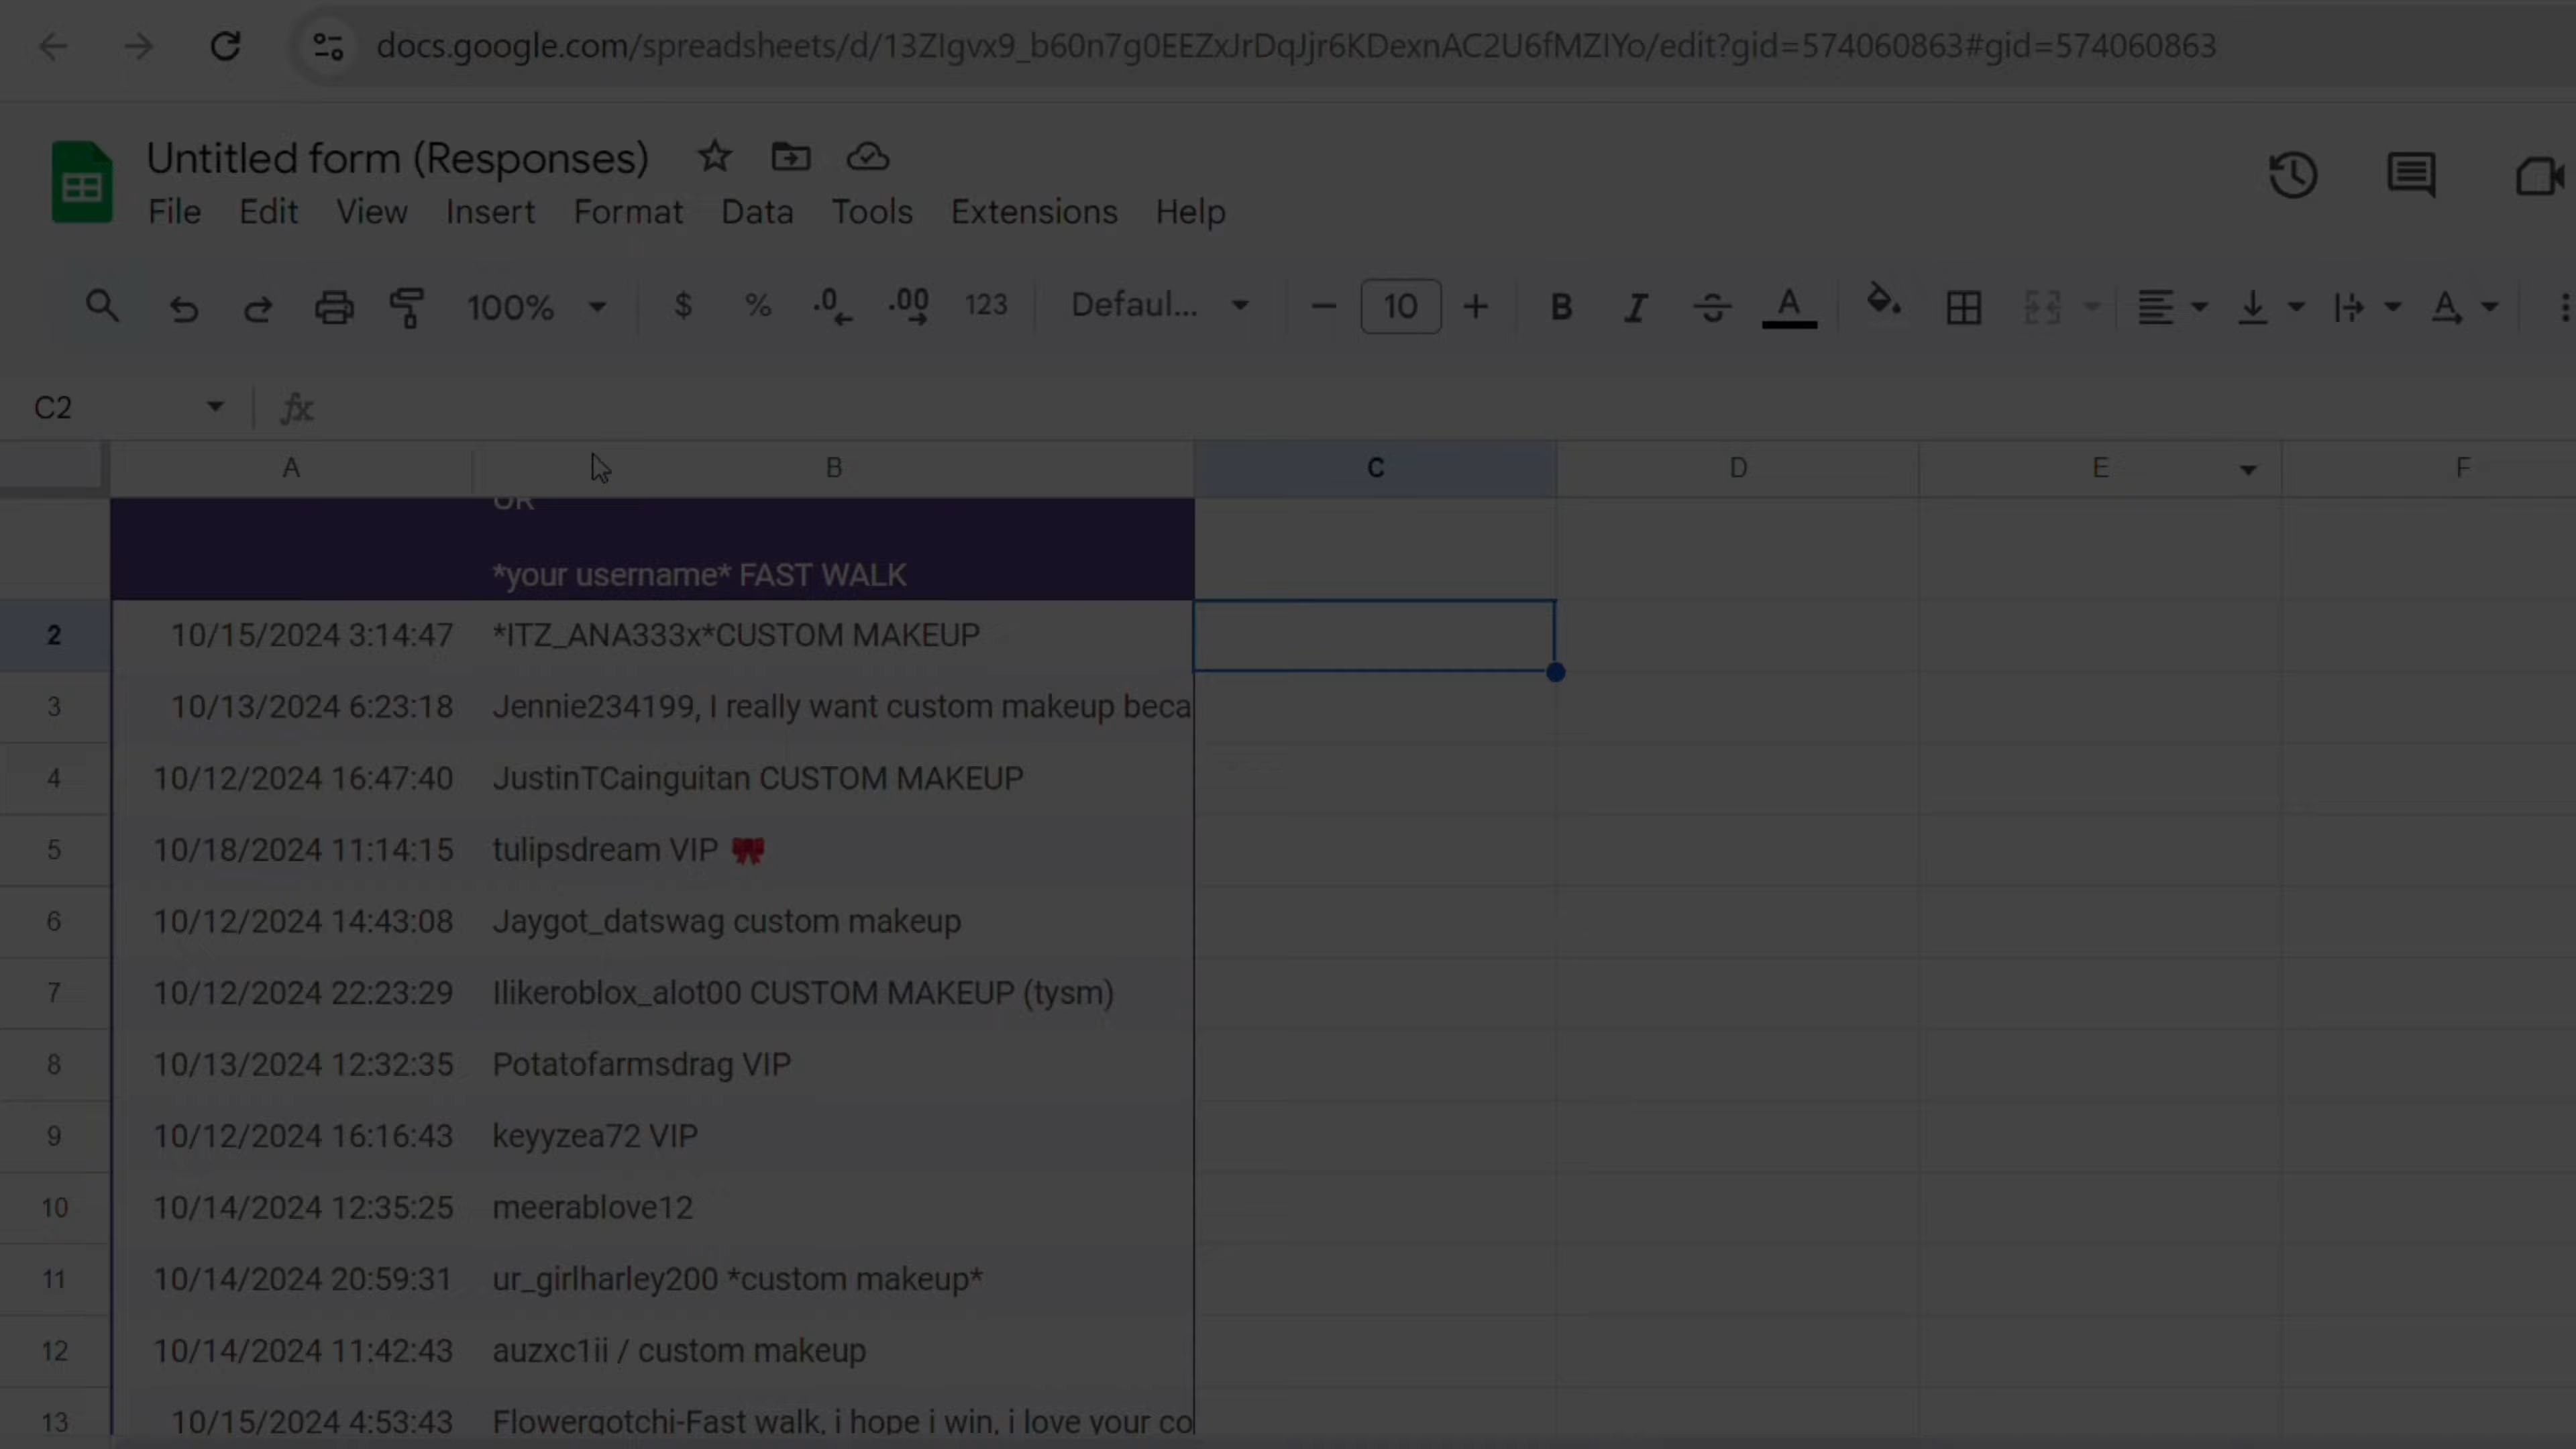 docs.google.com/spreadsheets/d/13ZIgvx9_b60n7g0EEZxJrDqJjr6KDexnAC2U6fMZIYo/edit?gid=574060863#gid=574060863
Untitled form (Responses)
File Edit View Insert Format Data Tools Extensions Help
100% $ % .0 .00 123 Defaul... 10 B I S A A
C2 fx
A B C D E F
OR
*your username* FAST WALK
2 10/15/2024 3:14:47 *ITZ_ANA333x*CUSTOM MAKEUP
3 10/13/2024 6:23:18 Jennie234199, I really want custom makeup beca
4 10/12/2024 16:47:40 JustinTCainguitan CUSTOM MAKEUP
5 10/18/2024 11:14:15 tulipsdream VIP 🎀
6 10/12/2024 14:43:08 Jaygot_datswag custom makeup
7 10/12/2024 22:23:29 Ilikeroblox_alot00 CUSTOM MAKEUP (tysm)
8 10/13/2024 12:32:35 Potatofarmsdrag VIP
9 10/12/2024 16:16:43 keyyzea72 VIP
10 10/14/2024 12:35:25 meerablove12
11 10/14/2024 20:59:31 ur_girlharley200 *custom makeup*
12 10/14/2024 11:42:43 auzxc1ii / custom makeup
13 10/15/2024 4:53:43 Flowergotchi-Fast walk, i hope i win, i love your co